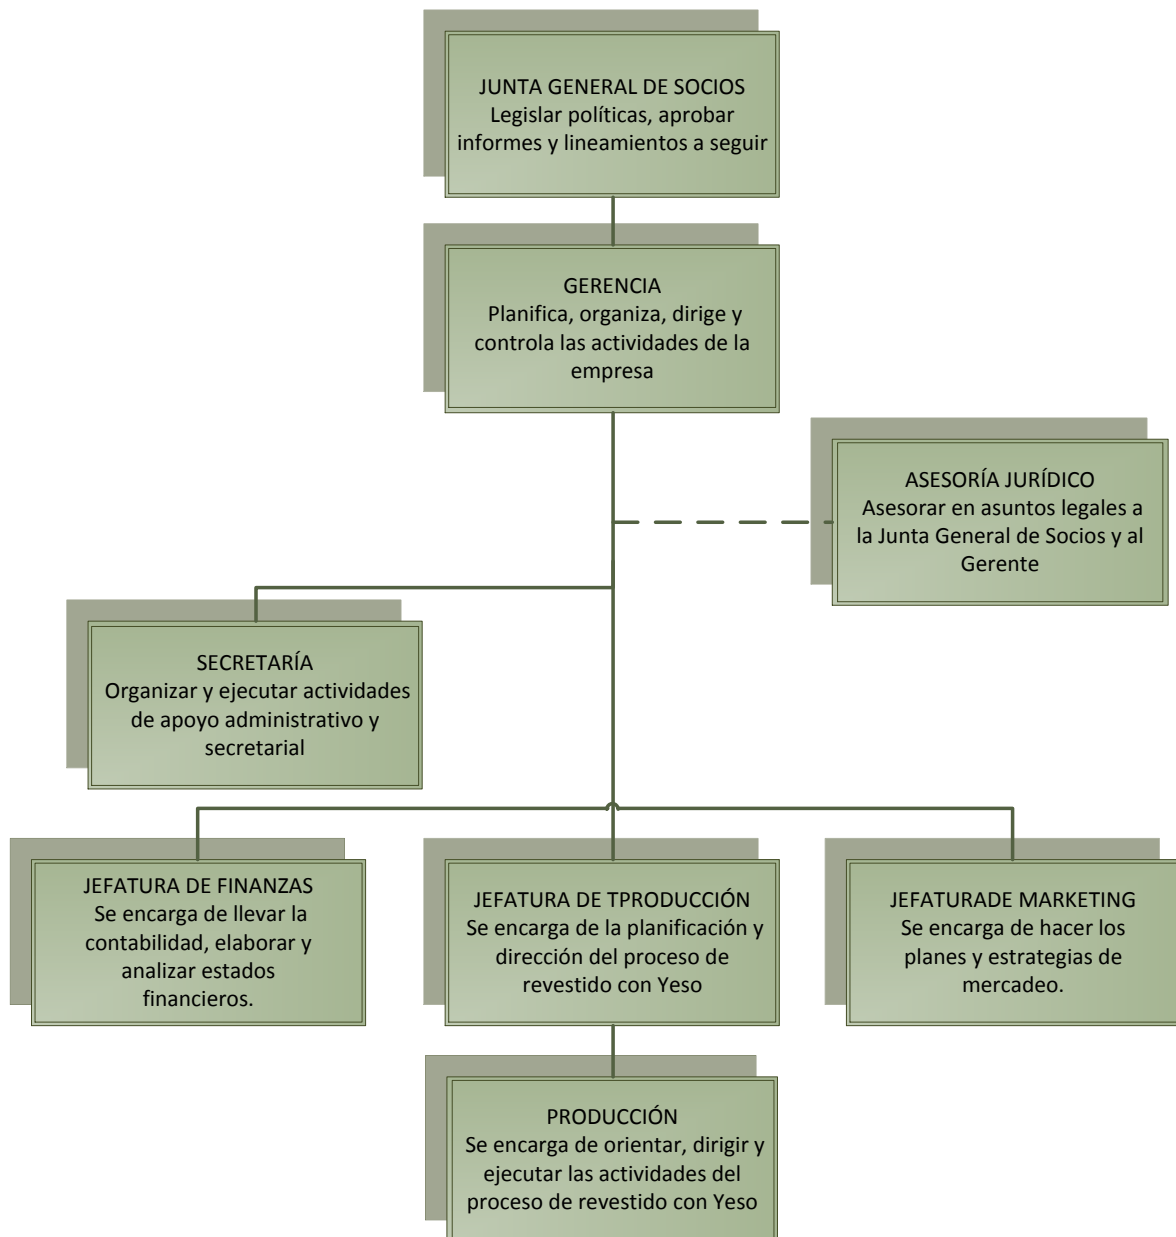 JUNTA GENERAL DE SOCIOS
Legislar políticas, aprobar
informes y lineamientos a seguir
GERENCIA
Planifica, organiza, dirige y
controla las actividades de la
empresa
ASESORÍA JURÍDICO
Asesorar en asuntos legales a
la Junta General de Socios y al
Gerente
SECRETARÍA
Organizar y ejecutar actividades
de apoyo administrativo y
secretarial
JEFATURA DE FINANZAS
Se encarga de llevar la
contabilidad, elaborar y
analizar estados
financieros.
JEFATURA DE TPRODUCCIÓN
Se encarga de la planificación y
dirección del proceso de
revestido con Yeso
JEFATURADE MARKETING
Se encarga de hacer los
planes y estrategias de
mercadeo.
PRODUCCIÓN
Se encarga de orientar, dirigir y
ejecutar las actividades del
proceso de revestido con Yeso